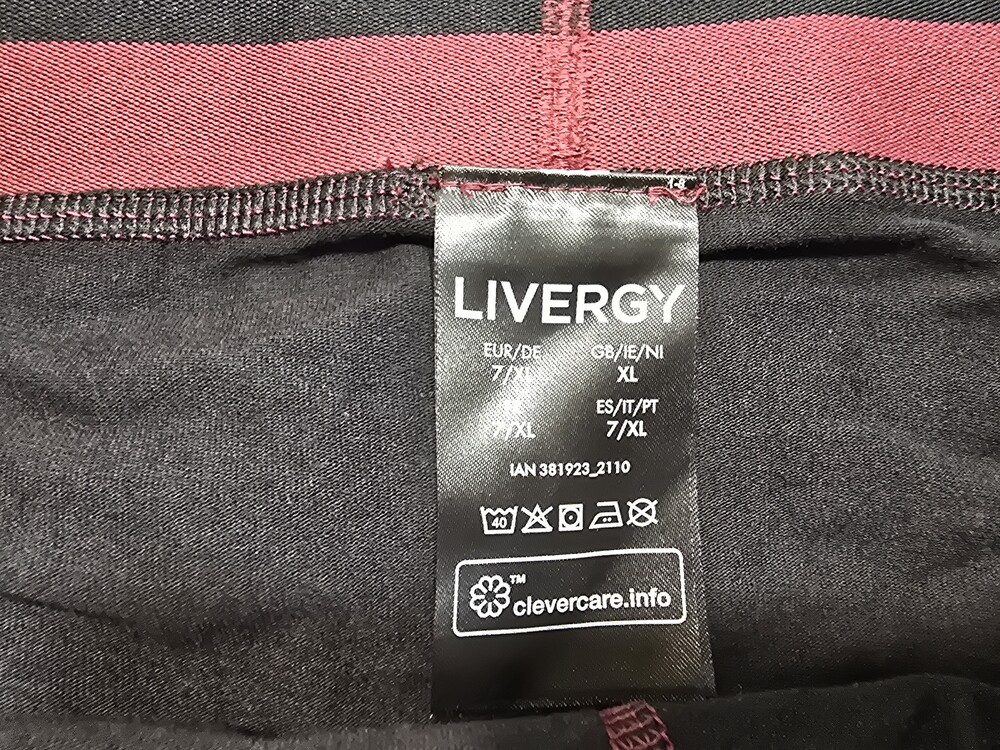 LIVERGY
EUR/DE GB/IE/NI
7/XL XL
ES/IT/PT
7/XL 7/XL
IAN 381923_2110
40
™
clevercare.info